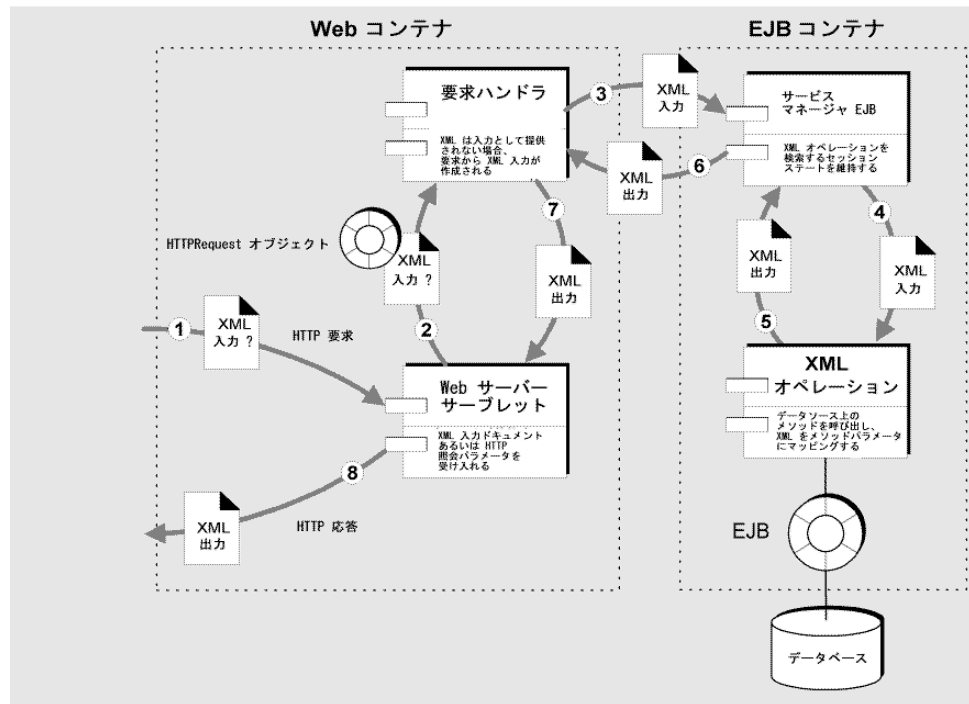 Web コンテナ
EJB コンテナ
要求ハンドラ
XML は入力として提供
されない場合、
要求から XML 入力が
作成される
3
XML
入力
サービス
マネージャ EJB
XML オペレーションを
検索するセッション
ステートを維持する
6
XML
出力
7
4
HTTPRequest オブジェクト
XML
入力 ?
XML
出力
XML
出力
XML
入力
1
XML
入力 ?
HTTP 要求
2
5
Web サーバー
サーブレット
XML 入力ドキュメント
あるいは HTTP
照会パラメータを
受け入れる
XML
オペレーション
データソース上の
メソッドを呼び出し、
XML をメソッドパラメータ
にマッピングする
8
XML
出力
HTTP 応答
EJB
データベース